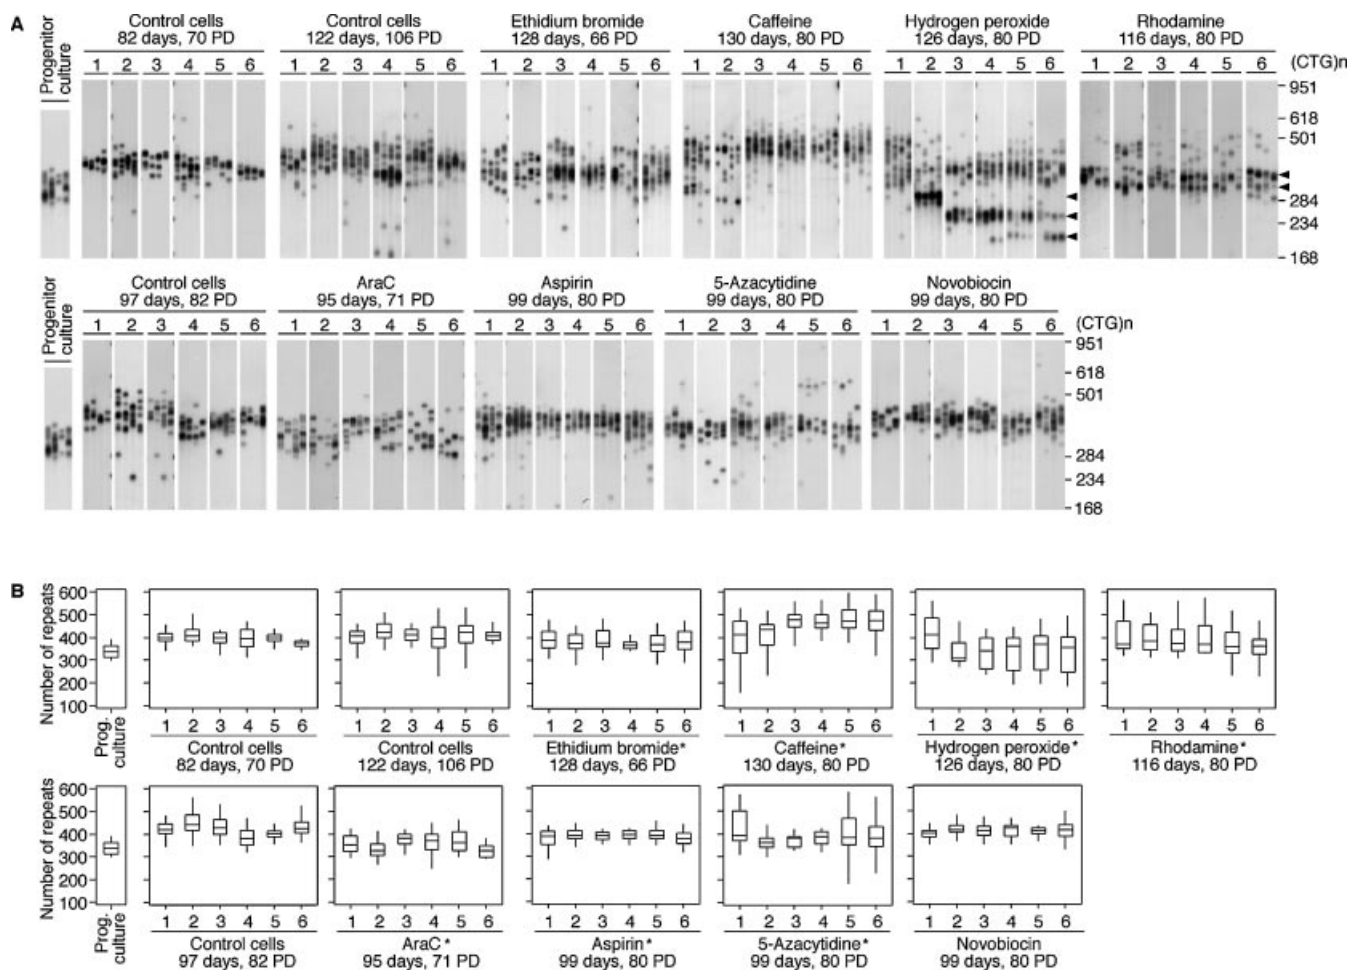 A
Progenitor
culture
Control cells
82 days, 70 PD
Control cells
122 days, 106 PD
Ethidium bromide
128 days, 66 PD
Caffeine
130 days, 80 PD
Hydrogen peroxide
126 days, 80 PD
Rhodamine
116 days, 80 PD
1 2 3 4 5 6
1 2 3 4 5 6
1 2 3 4 5 6
1 2 3 4 5 6
1 2 3 4 5 6
1 2 3 4 5 6
(CTG)n
951
618
501
284
234
168
Progenitor
culture
Control cells
97 days, 82 PD
AraC
95 days, 71 PD
Aspirin
99 days, 80 PD
5-Azacytidine
99 days, 80 PD
Novobiocin
99 days, 80 PD
1 2 3 4 5 6
1 2 3 4 5 6
1 2 3 4 5 6
1 2 3 4 5 6
1 2 3 4 5 6
(CTG)n
951
618
501
284
234
168
B
Number of repeats
600
500
400
300
200
100
Prog.
culture
1 2 3 4 5 6
Control cells
82 days, 70 PD
1 2 3 4 5 6
Control cells
122 days, 106 PD
1 2 3 4 5 6
Ethidium bromide*
128 days, 66 PD
1 2 3 4 5 6
Caffeine*
130 days, 80 PD
1 2 3 4 5 6
Hydrogen peroxide*
126 days, 80 PD
1 2 3 4 5 6
Rhodamine*
116 days, 80 PD
Number of repeats
600
500
400
300
200
100
Prog.
culture
1 2 3 4 5 6
Control cells
97 days, 82 PD
1 2 3 4 5 6
AraC*
95 days, 71 PD
1 2 3 4 5 6
Aspirin*
99 days, 80 PD
1 2 3 4 5 6
5-Azacytidine*
99 days, 80 PD
1 2 3 4 5 6
Novobiocin
99 days, 80 PD